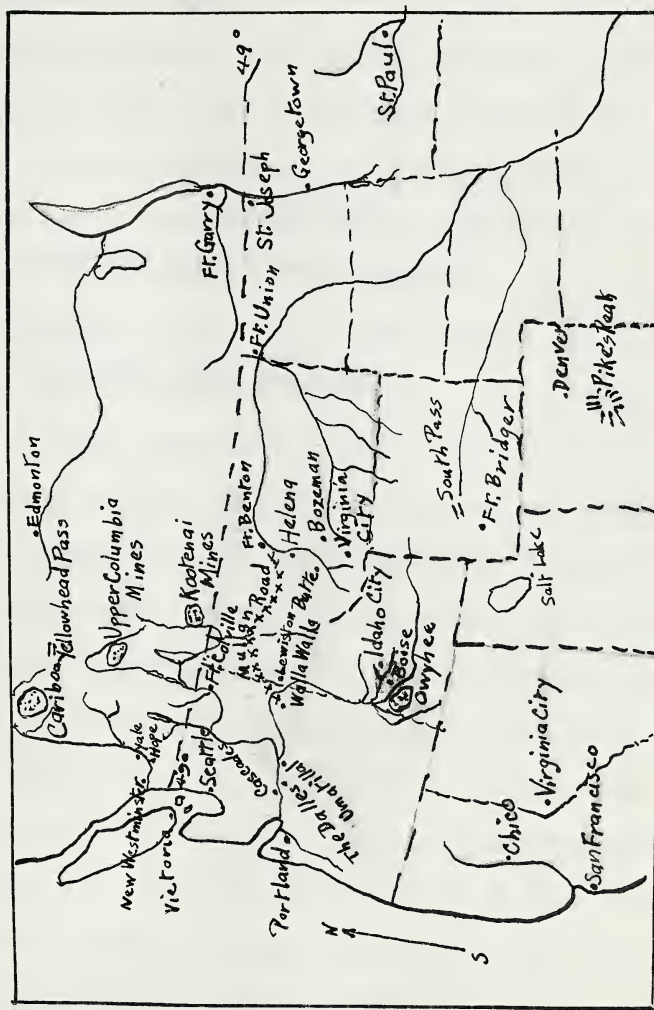 Cariboo
Yellowhead Pass
Edmonton
Upper Columbia
Mines
Kootenai
Mines
Ft. Garry
49°
St. Joseph
Georgetown
St. Paul
New Westminster
Yale
Hope
Victoria
49°
Seattle
Ft. Colville
Mullan Road
Ft. Benton
Ft. Union
Helena
Bozeman
Virginia
City
Butte
Lewiston
Walla Walla
Cascades
The Dalles
Umatilla
Portland
Idaho City
Boise
Owyhee
South Pass
Ft. Bridger
Salt Lake
Denver
Pike's Peak
Virginia City
Chico
San Francisco
N
S